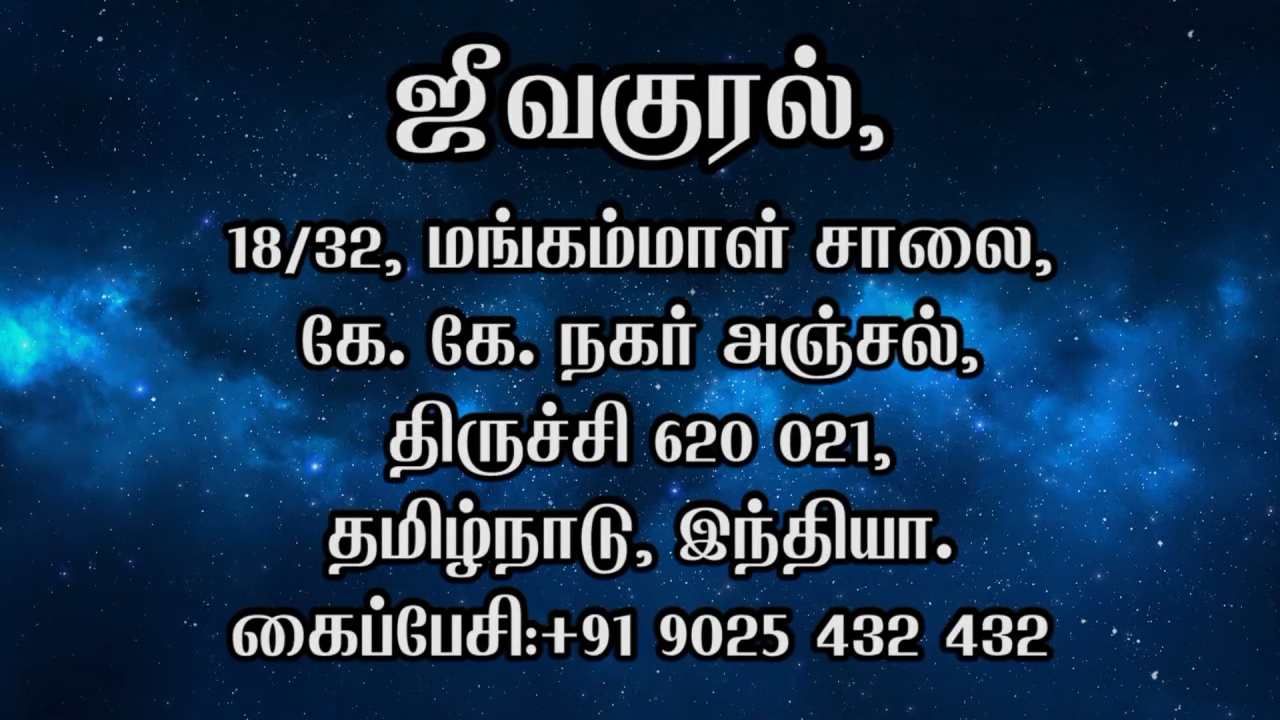 ஜீவகுரல்,
18/32, மங்கம்மாள் சாலை,
கே. கே. நகர் அஞ்சல்,
திருச்சி 620 021,
தமிழ்நாடு, இந்தியா.
கைப்பேசி:+91 9025 432 432